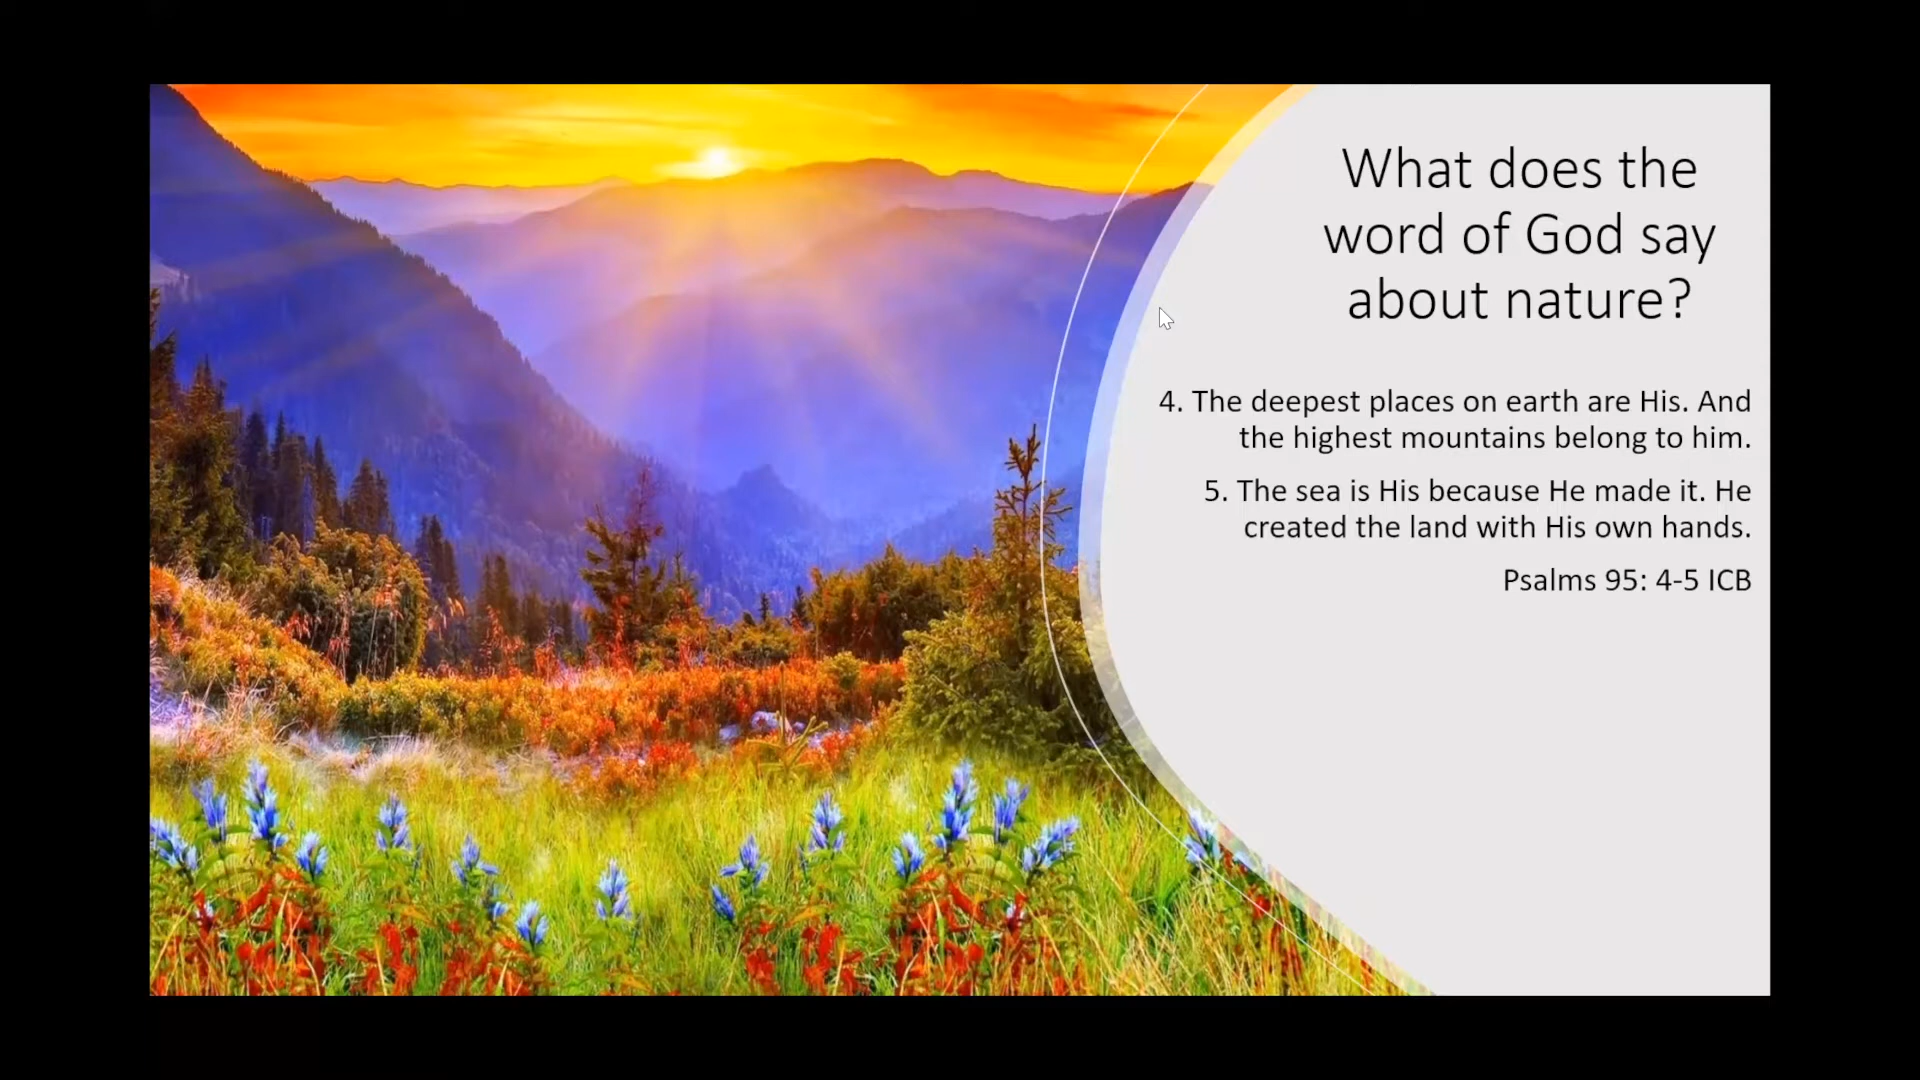 What does the
word of God say
about nature?
4. The deepest places on earth are His. And
the highest mountains belong to him.
5. The sea is His because He made it. He
created the land with His own hands.
Psalms 95: 4-5 ICB